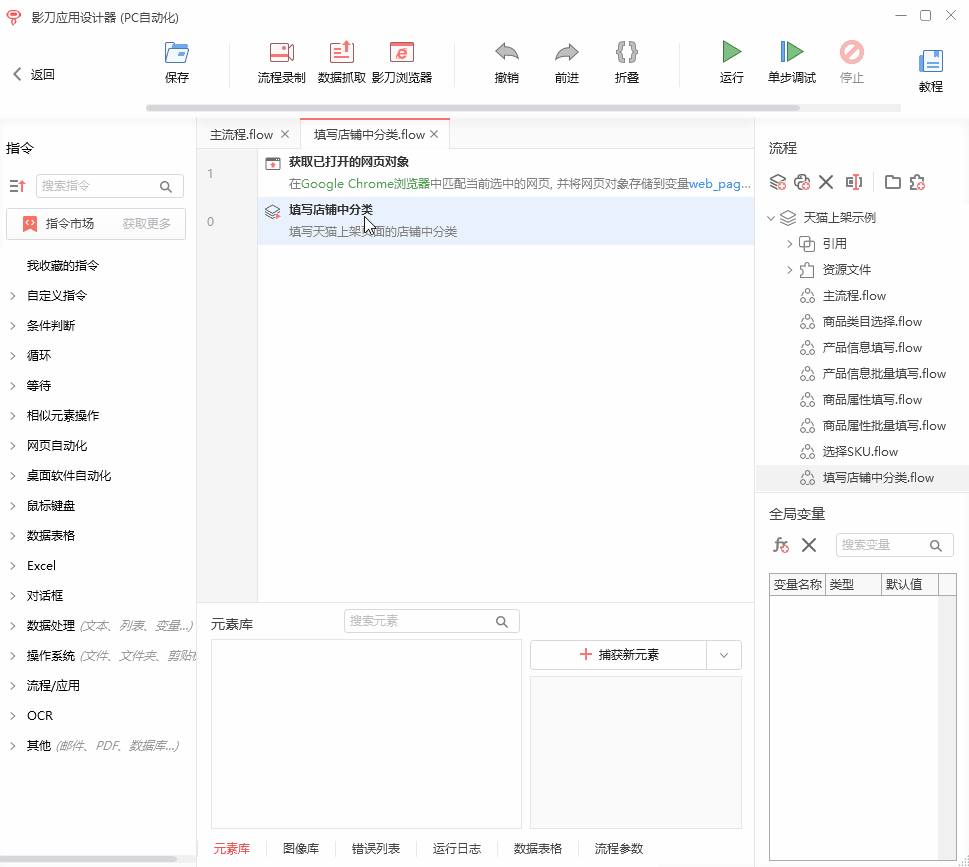 影刀应用设计器 (PC自动化)
返回
保存
流程录制
数据抓取
影刀浏览器
撤销
前进
折叠
运行
单步调试
停止
教程
指令
搜索指令
指令市场 获取更多
我收藏的指令
自定义指令
条件判断
循环
等待
相似元素操作
网页自动化
桌面软件自动化
鼠标键盘
数据表格
Excel
对话框
数据处理 (文本、列表、变量...)
操作系统 (文件、文件夹、剪贴
流程/应用
OCR
其他 (邮件、PDF、数据库...)
主流程.flow
填写店铺中分类.flow
1
获取已打开的网页对象
在Google Chrome浏览器中匹配当前选中的网页, 并将网页对象存储到变量web_pag...
0
填写店铺中分类
填写天猫上架页面的店铺中分类
元素库
搜索元素
捕获新元素
元素库
图像库
错误列表
运行日志
数据表格
流程参数
流程
天猫上架示例
引用
资源文件
主流程.flow
商品类目选择.flow
产品信息填写.flow
产品信息批量填写.flow
商品属性填写.flow
商品属性批量填写.flow
选择SKU.flow
填写店铺中分类.flow
全局变量
搜索变量
变量名称 类型 默认值